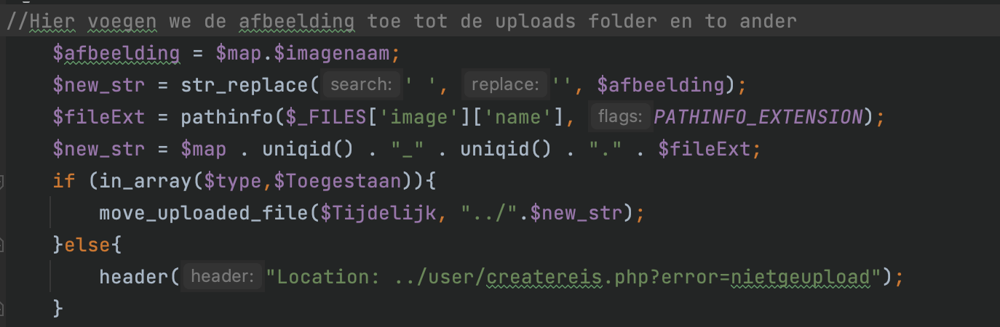 //Hier voegen we de afbeelding toe tot de uploads folder en to ander
$afbeelding = $map.$imagenaam;
$new_str = str_replace( search: ' ', replace: '', $afbeelding);
$fileExt = pathinfo($_FILES['image']['name'], flags: PATHINFO_EXTENSION);
$new_str = $map . uniqid() . "_" . uniqid() . "." . $fileExt;
if (in_array($type,$Toegestaan)){
move_uploaded_file($Tijdelijk, "../".$new_str);
}else{
header( header: "Location: ../user/createreis.php?error=nietgeupload");
}